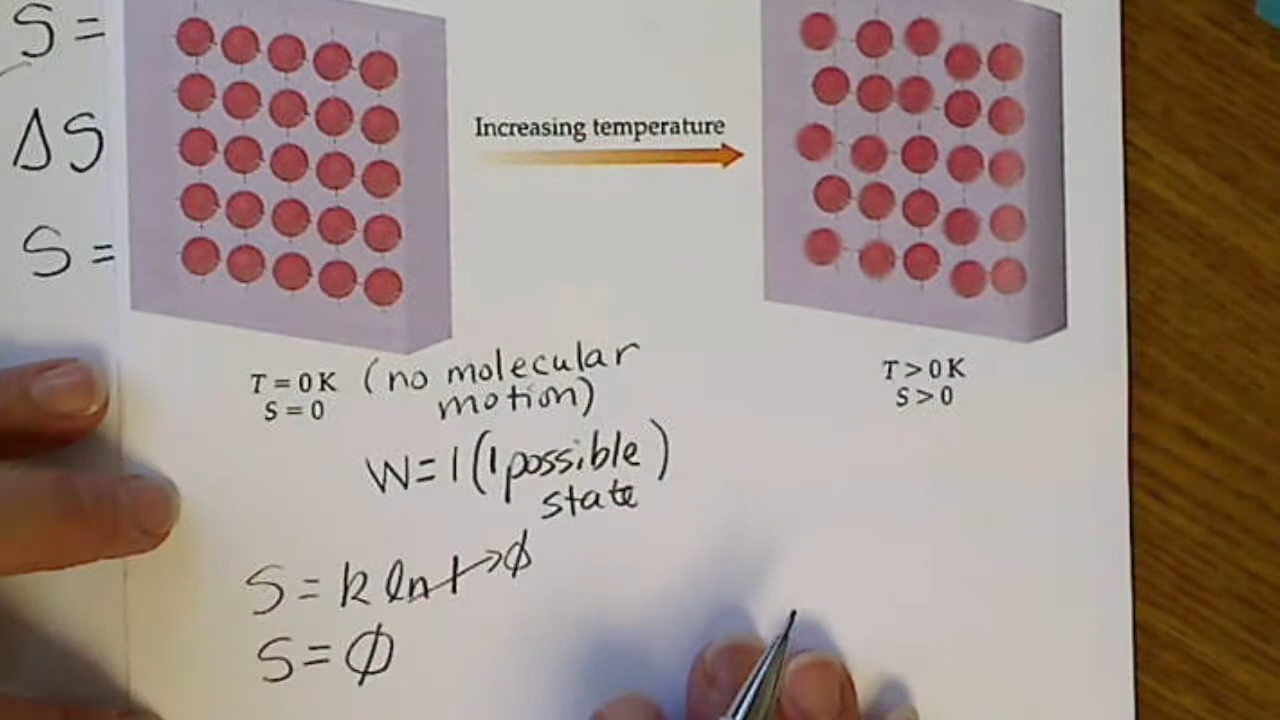 S =
ΔS
S =
Increasing temperature
T = 0 K (no molecular
motion)
S = 0
W = 1 (1 possible
state)
S = k ln 1 → ϕ
S = ϕ
T > 0 K
S > 0